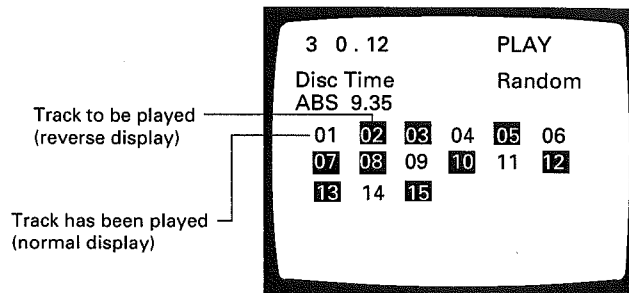 3 0.12 PLAY
Disc Time Random
ABS 9.35
Track to be played
(reverse display)
01 02 03 04 05 06
07 08 09 10 11 12
13 14 15
Track has been played
(normal display)